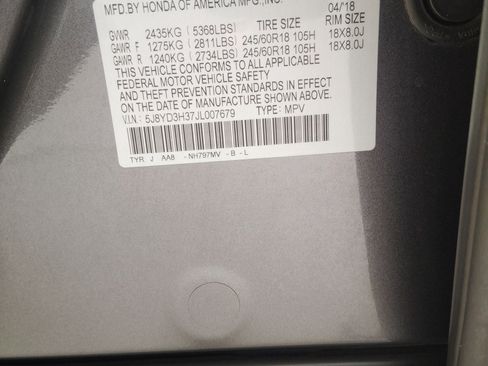 MFD.BY HONDA OF AMERICA MFG.,INC. 04/18
TIRE SIZE RIM SIZE
GVWR 2435KG (5368LBS)
GAWR F 1275KG (2811LBS) 245/60R18 105H 18X8.0J
GAWR R 1240KG (2734LBS) 245/60R18 105H 18X8.0J
THIS VEHICLE CONFORMS TO ALL APPLICABLE
FEDERAL MOTOR VEHICLE SAFETY
AND THEFT PREVENTION STANDARDS IN EFFECT
ON THE DATE OF MANUFACTURE SHOWN ABOVE.
V.I.N.: 5J8YD3H37JL007679 TYPE: MPV
TYR J AA8 -NH797MV -B -L